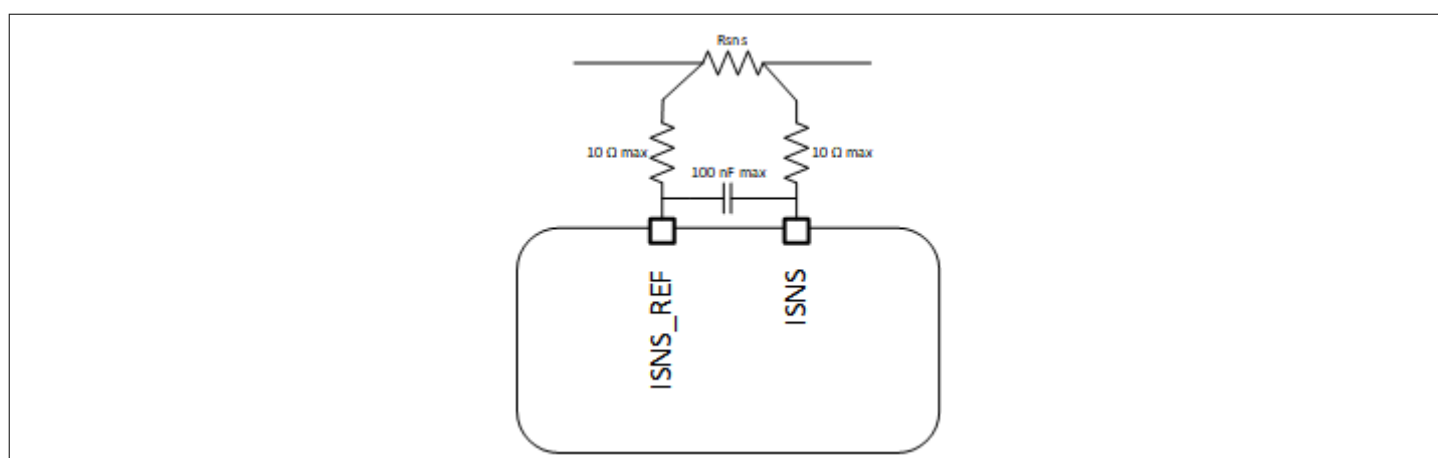 Rsns
10 Ω max
10 Ω max
100 nF max
ISNS_REF
ISNS